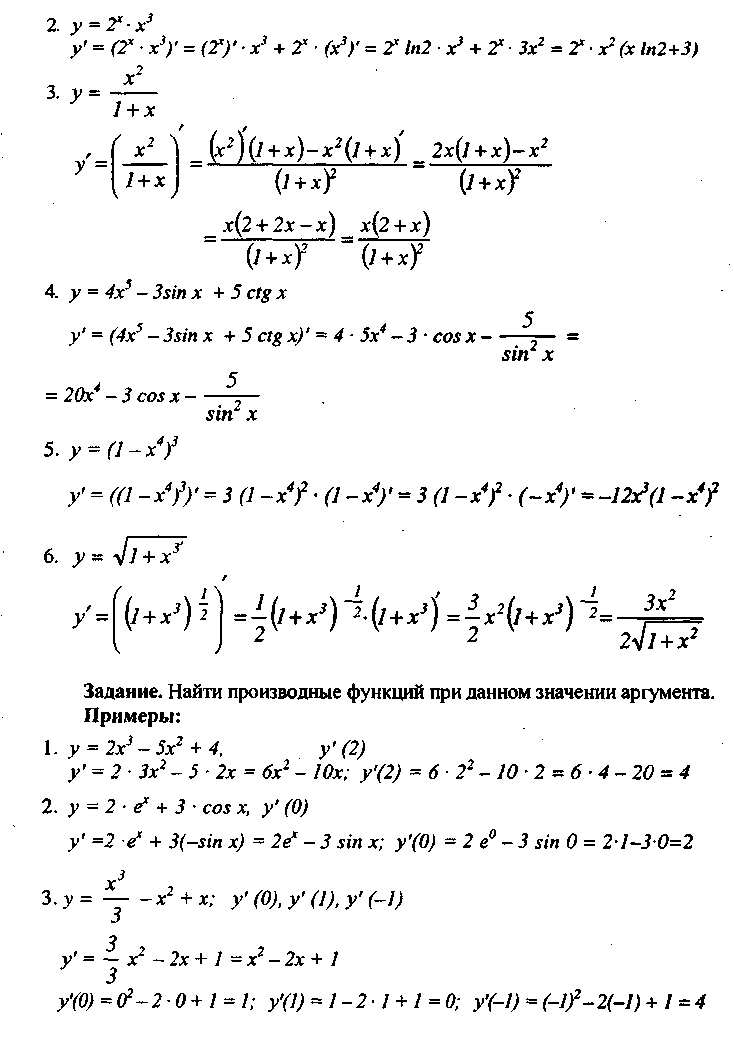 2. y = 2ˣ · x³
y' = (2ˣ · x³)' = (2ˣ)' · x³ + 2ˣ · (x³)' = 2ˣ ln2 · x³ + 2ˣ · 3x² = 2ˣ · x² (x ln2+3)
3. y = x² / (1 + x)
y' = (x² / (1+x))' = ((x²)'(1+x) – x²(1+x)') / (1+x)² = (2x(1+x) – x²) / (1+x)²
= x(2+2x – x) / (1+x)² = x(2+x) / (1+x)²
4. y = 4x⁵ – 3sin x + 5 ctg x
y' = (4x⁵ – 3sin x + 5 ctg x)' = 4 · 5x⁴ – 3 · cos x – 5 / sin² x =
= 20x⁴ – 3 cos x – 5 / sin² x
5. y = (1 – x⁴)³
y' = ((1 – x⁴)³)' = 3 (1 – x⁴)² · (1 – x⁴)' = 3 (1 – x⁴)² · (–x⁴)' = –12x³(1 – x⁴)²
6. y = √(1 + x³)
y' = ((1+x³)^(1/2))' = 1/2 (1+x³)^(–1/2) · (1+x³)' = 3/2 x² (1+x³)^(–1/2) = 3x² / (2√(1+x²))
Задание. Найти производные функций при данном значении аргумента.
Примеры:
1. y = 2x³ – 5x² + 4, y' (2)
y' = 2 · 3x² – 5 · 2x = 6x² – 10x; y'(2) = 6 · 2² – 10 · 2 = 6 · 4 – 20 = 4
2. y = 2 · eˣ + 3 · cos x, y' (0)
y' =2 ·eˣ + 3(–sin x) = 2eˣ – 3 sin x; y'(0) = 2 e⁰ – 3 sin 0 = 2·1–3·0=2
3. y = x³ / 3 – x² + x; y' (0), y' (1), y' (–1)
y' = 3/3 x² – 2x + 1 = x² – 2x + 1
y'(0) = 0² – 2 · 0 + 1 = 1; y'(1) = 1 – 2 · 1 + 1 = 0; y'(–1) = (–1)² – 2(–1) + 1 = 4